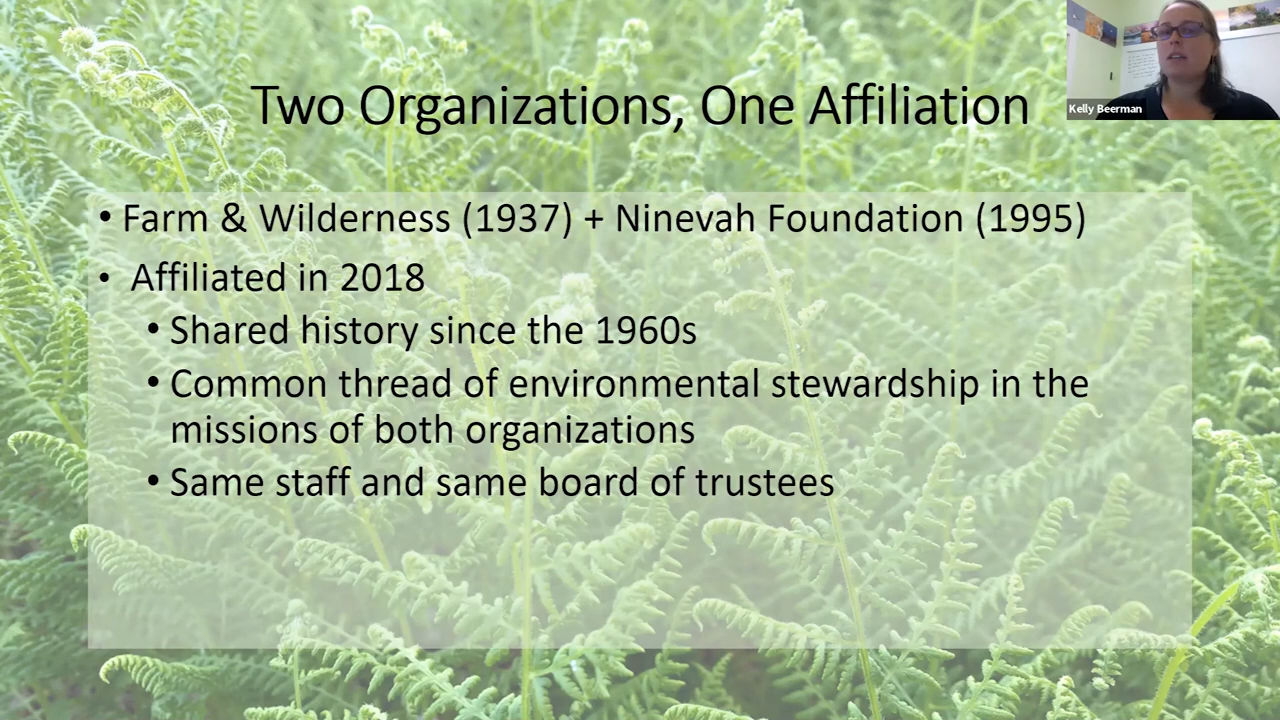 Two Organizations, One Affiliation
Kelly Beerman
• Farm & Wilderness (1937) + Ninevah Foundation (1995)
• Affiliated in 2018
• Shared history since the 1960s
• Common thread of environmental stewardship in the
missions of both organizations
• Same staff and same board of trustees